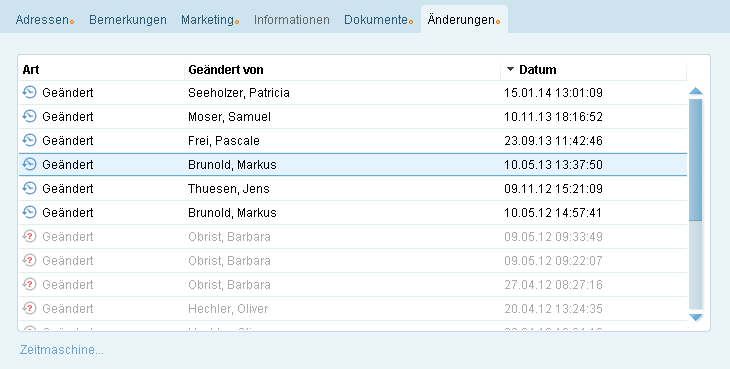 Adressen Bemerkungen Marketing Informationen Dokumente Änderungen
Art Geändert von Datum
Geändert Seeholzer, Patricia 15.01.14 13:01:09
Geändert Moser, Samuel 10.11.13 18:16:52
Geändert Frei, Pascale 23.09.13 11:42:46
Geändert Brunold, Markus 10.05.13 13:37:50
Geändert Thuesen, Jens 09.11.12 15:21:09
Geändert Brunold, Markus 10.05.12 14:57:41
? Geändert Obrist, Barbara 09.05.12 09:33:49
? Geändert Obrist, Barbara 09.05.12 09:22:07
? Geändert Obrist, Barbara 27.04.12 08:27:16
? Geändert Hechler, Oliver 20.04.12 13:24:35
Zeitmaschine...